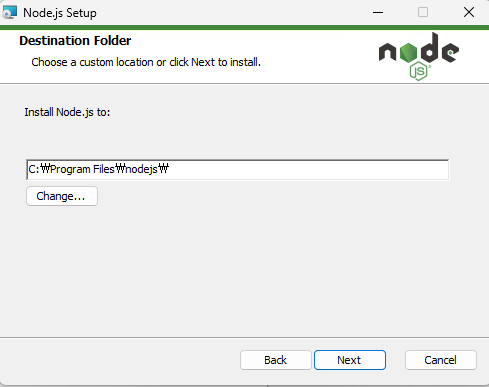 Node.js Setup
Destination Folder
Choose a custom location or click Next to install.
node
JS
Install Node.js to:
C:₩Program Files₩nodejs₩
Change...
Back Next Cancel